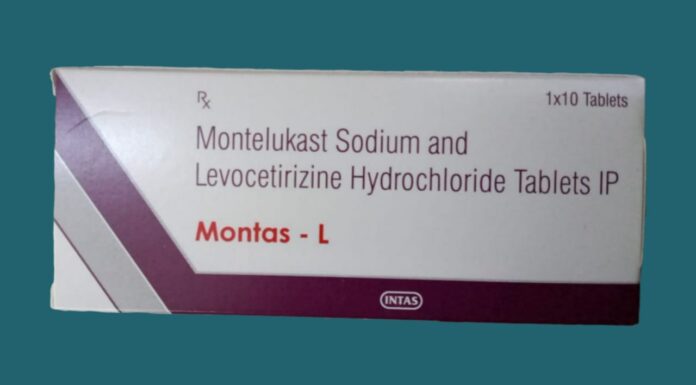 Rx
1x10 Tablets
Montelukast Sodium and
Levocetirizine Hydrochloride Tablets IP
Montas - L
INTAS